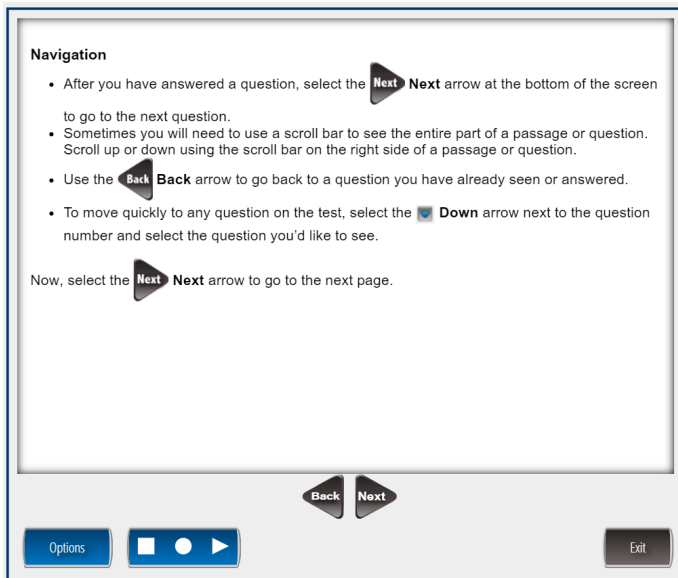 Navigation
• After you have answered a question, select the Next Next arrow at the bottom of the screen
to go to the next question.
• Sometimes you will need to use a scroll bar to see the entire part of a passage or question.
Scroll up or down using the scroll bar on the right side of a passage or question.
• Use the Back Back arrow to go back to a question you have already seen or answered.
• To move quickly to any question on the test, select the Down arrow next to the question
number and select the question you’d like to see.
Now, select the Next Next arrow to go to the next page.
Back Next
Options Exit